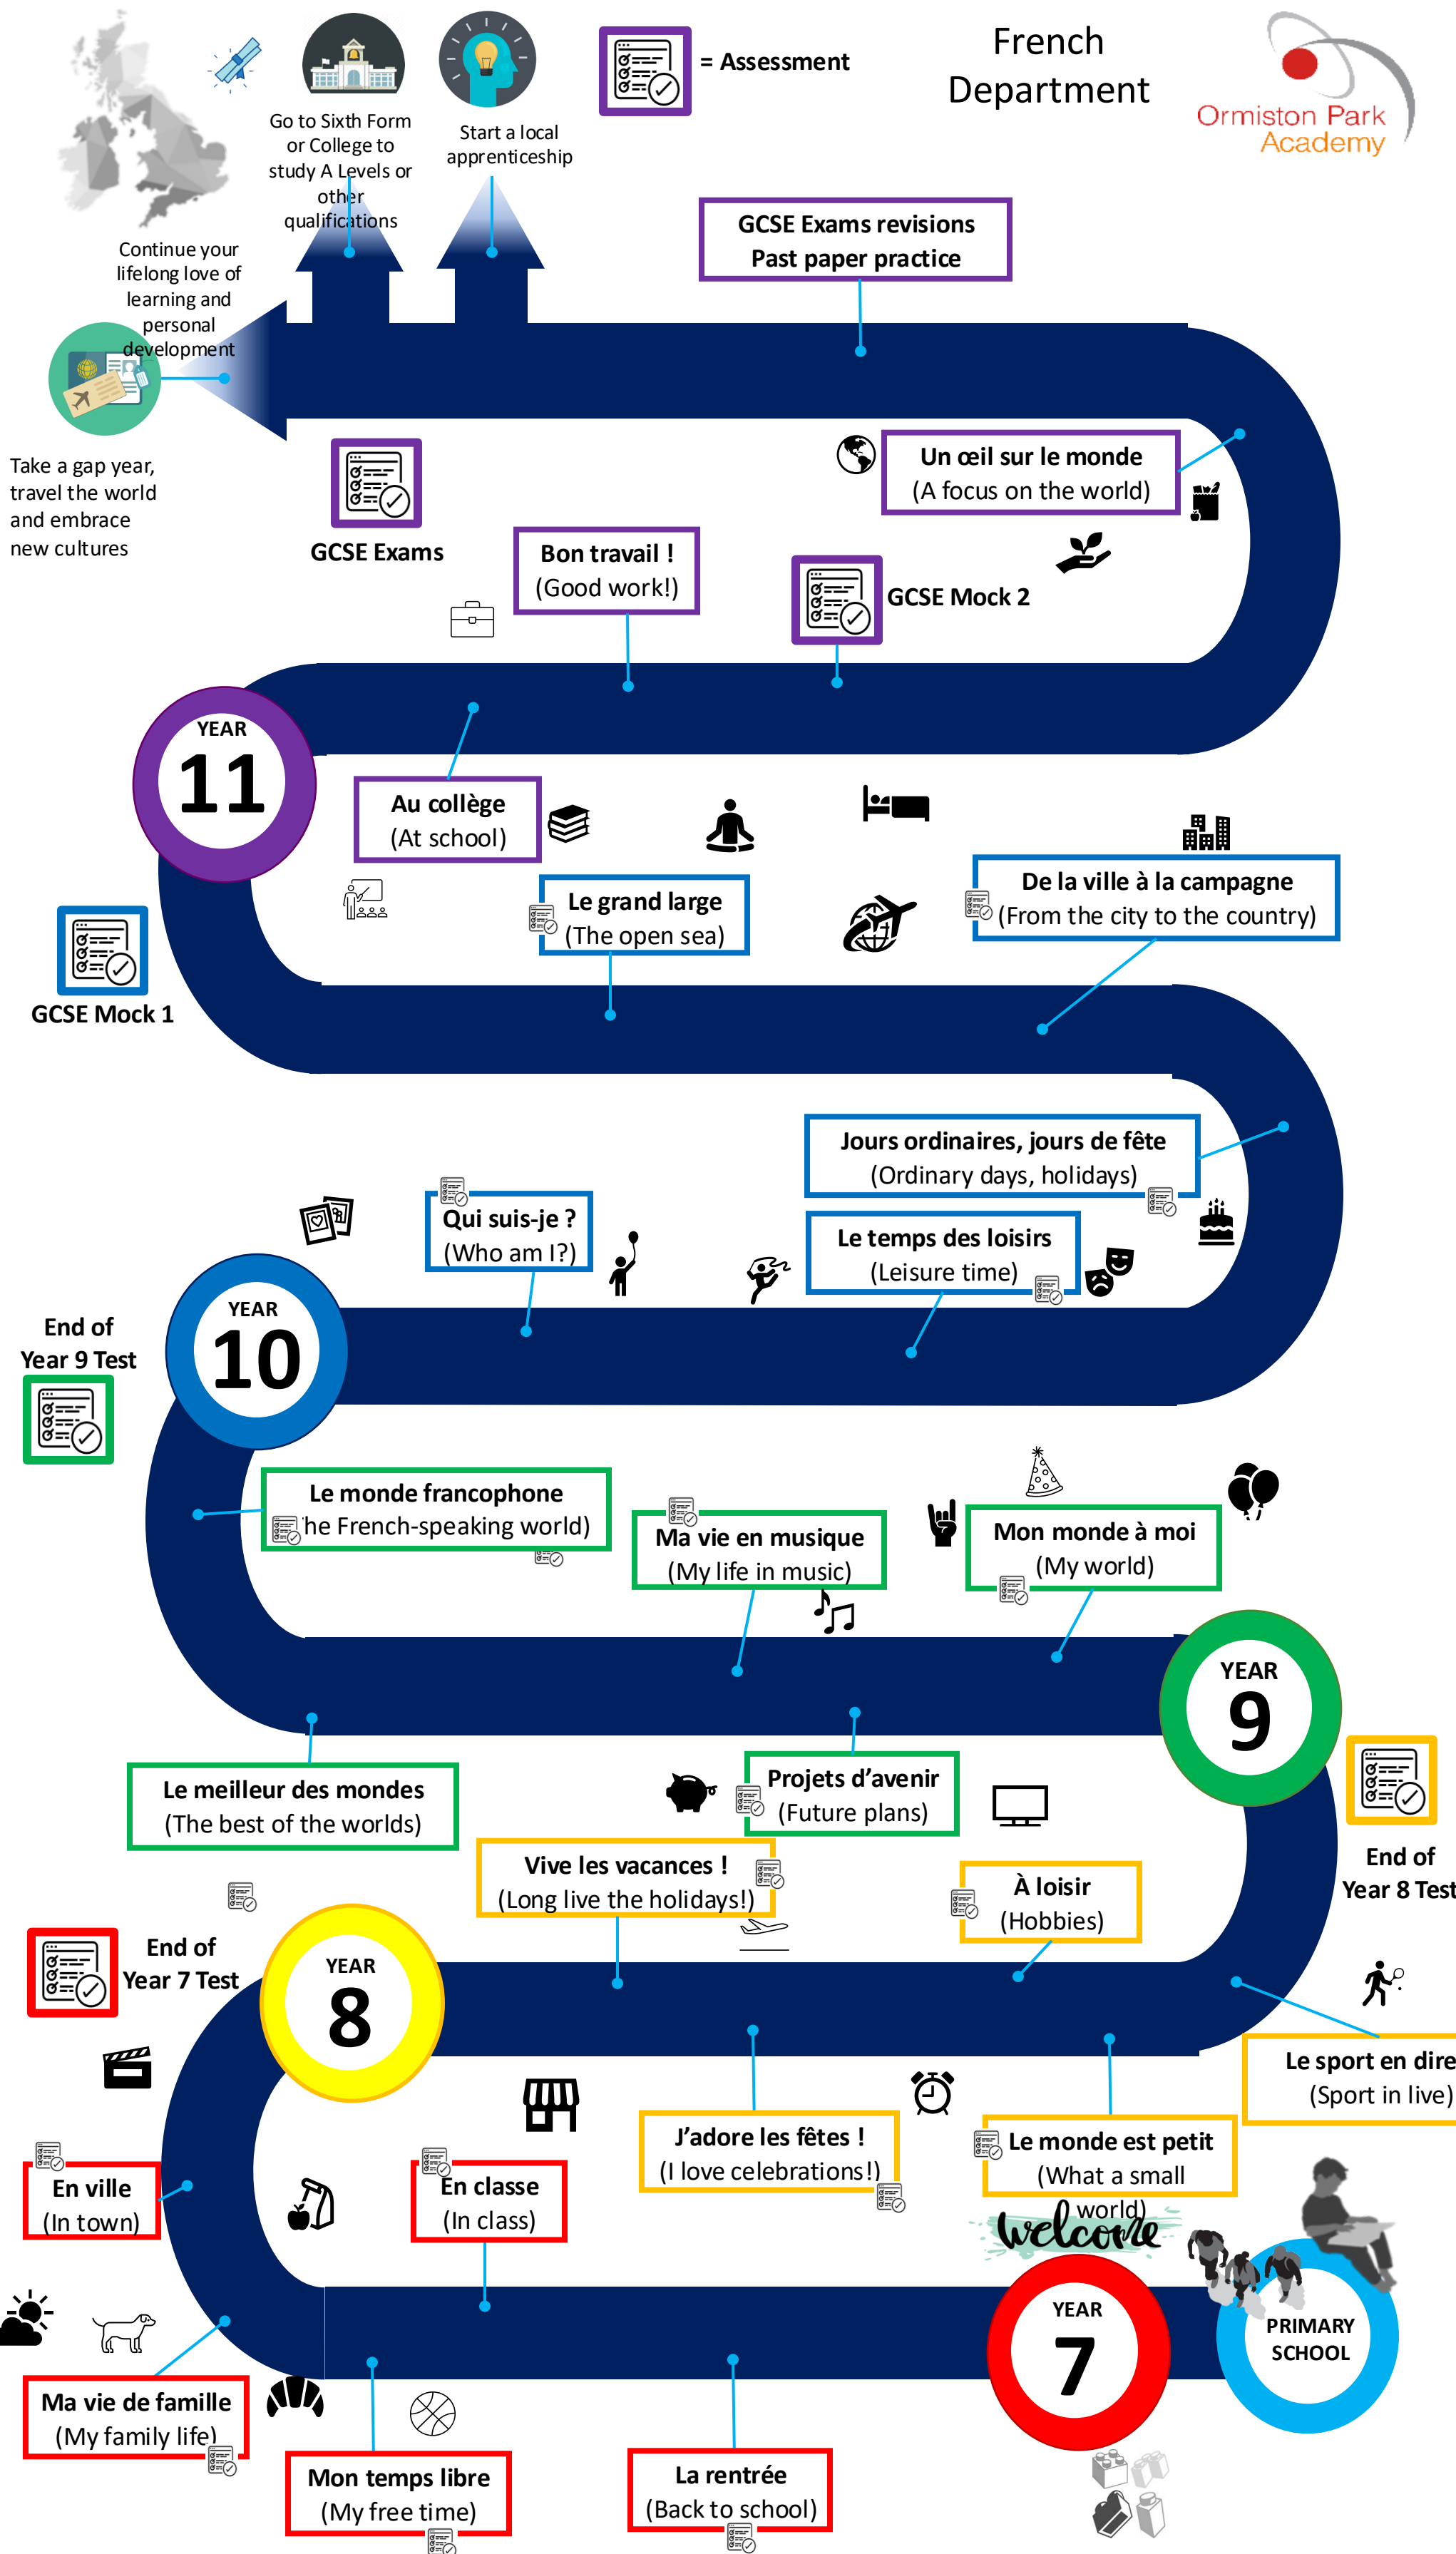 French
Department
Ormiston Park
Academy
= Assessment
Go to Sixth Form
or College to
study A Levels or
other
qualifications
Start a local
apprenticeship
Continue your
lifelong love of
learning and
personal
development
Take a gap year,
travel the world
and embrace
new cultures
GCSE Exams revisions
Past paper practice
Un œil sur le monde
(A focus on the world)
GCSE Exams
Bon travail !
(Good work!)
GCSE Mock 2
YEAR
11
Au collège
(At school)
Le grand large
(The open sea)
De la ville à la campagne
(From the city to the country)
GCSE Mock 1
Jours ordinaires, jours de fête
(Ordinary days, holidays)
Qui suis-je ?
(Who am I?)
Le temps des loisirs
(Leisure time)
YEAR
10
End of
Year 9 Test
Le monde francophone
he French-speaking world)
Ma vie en musique
(My life in music)
Mon monde à moi
(My world)
YEAR
9
Le meilleur des mondes
(The best of the worlds)
Projets d’avenir
(Future plans)
End of
Year 8 Test
Vive les vacances !
(Long live the holidays!)
À loisir
(Hobbies)
End of
Year 7 Test
YEAR
8
Le sport en dire
(Sport in live)
J’adore les fêtes !
(I love celebrations!)
Le monde est petit
(What a small
world)
En ville
(In town)
En classe
(In class)
welcome
YEAR
7
PRIMARY
SCHOOL
Ma vie de famille
(My family life)
Mon temps libre
(My free time)
La rentrée
(Back to school)